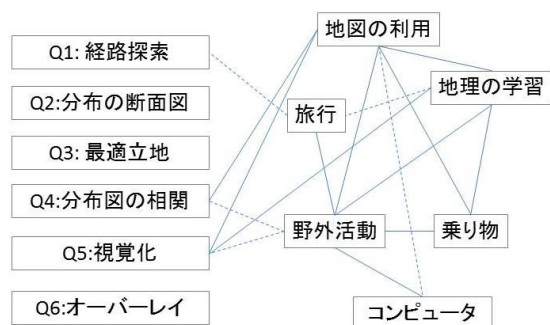 地図の利用
Q1: 経路探索
地理の学習
Q2:分布の断面図
旅行
Q3: 最適立地
Q4:分布図の相関
野外活動
乗り物
Q5:視覚化
Q6:オーバーレイ
コンピュータ